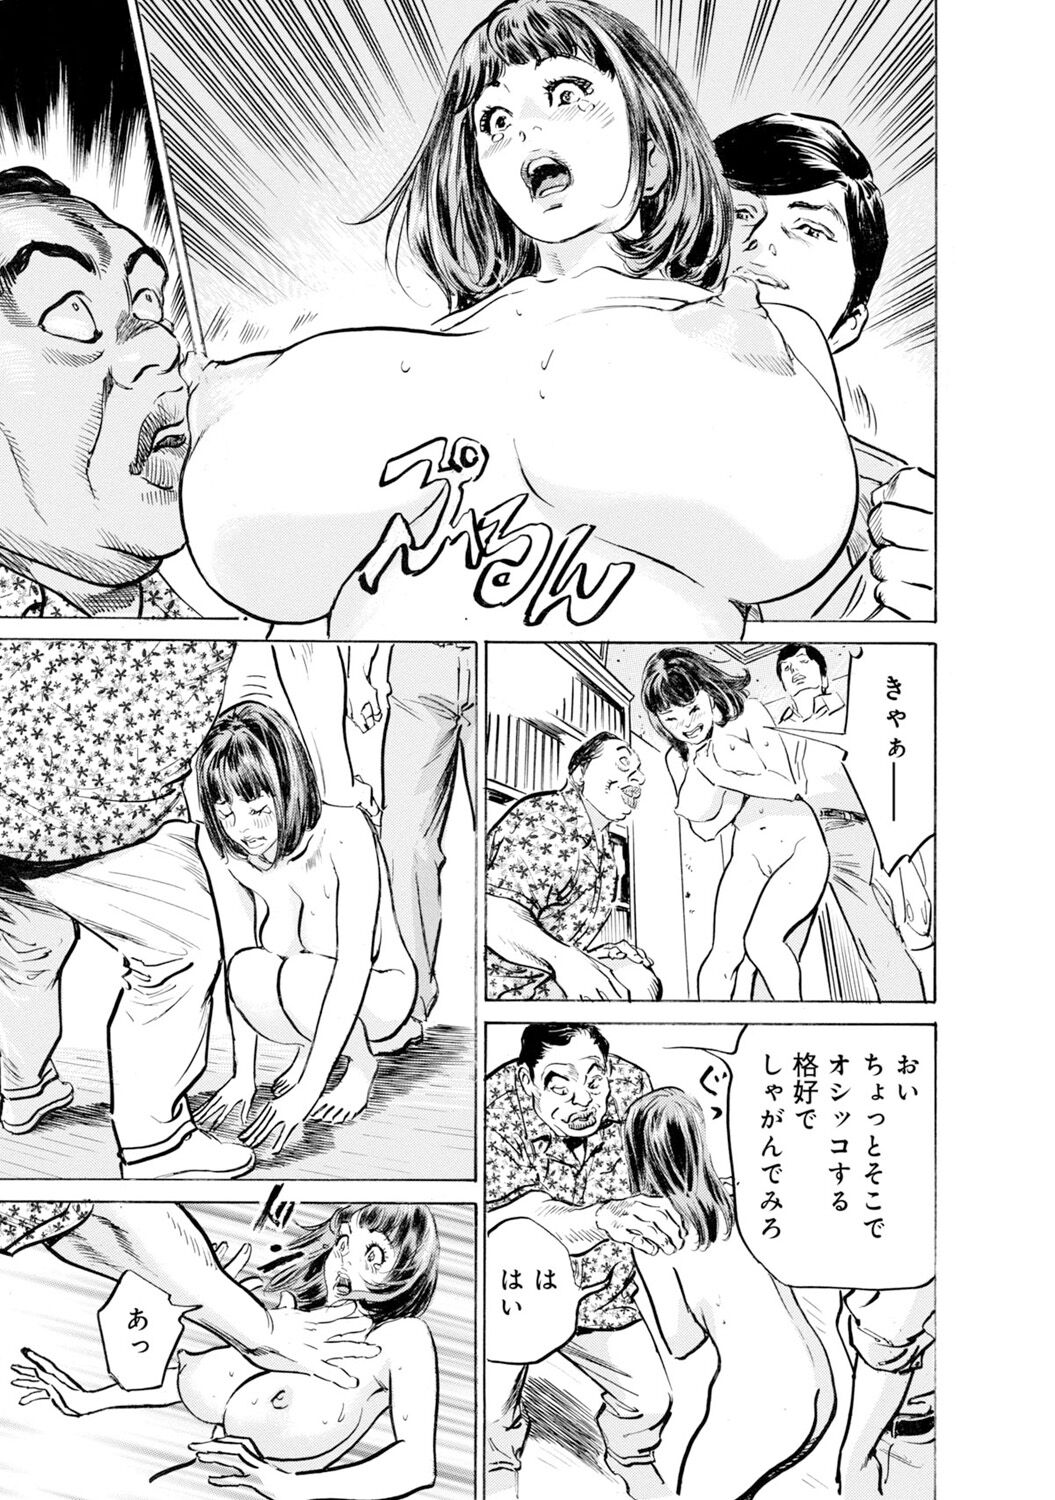 ぷるん
きゃぁ——
おい
ちょっとそこで
オシッコする
格好で
しゃがんでみろ
ぐっ
は
はい
ドッ
あっ